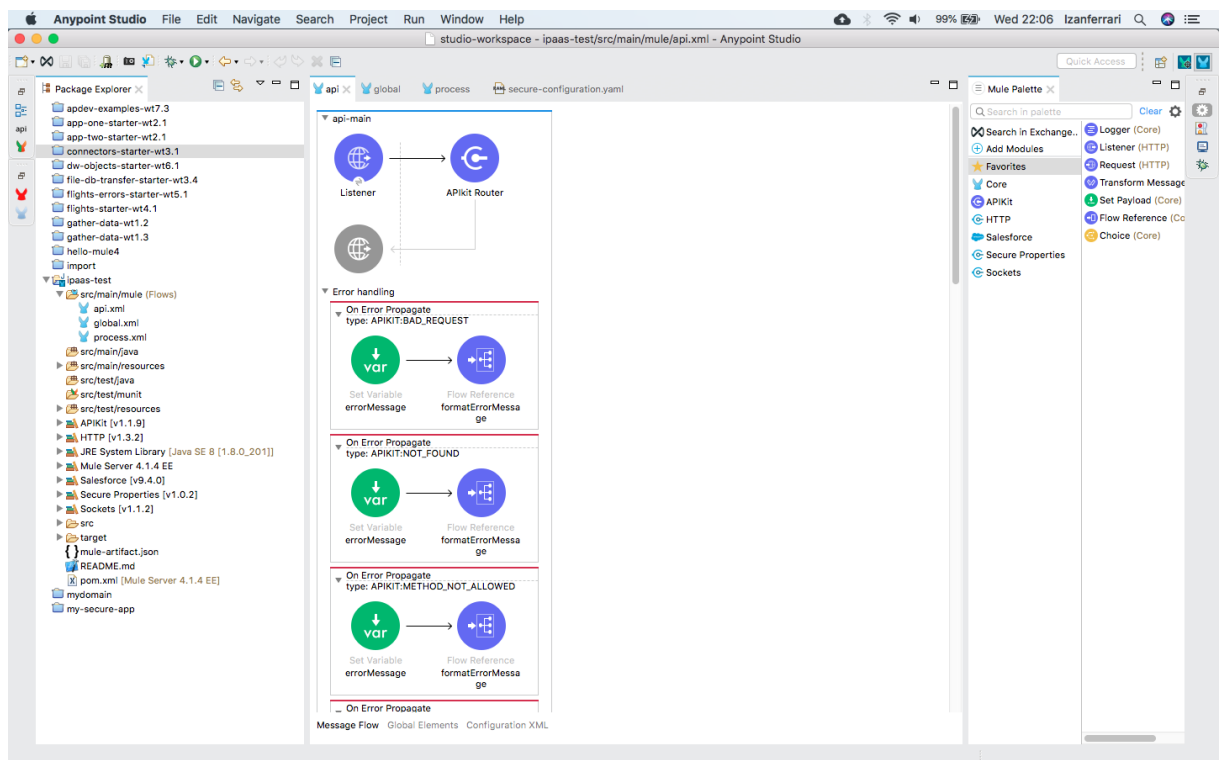 Anypoint Studio File Edit Navigate Search Project Run Window Help 99% Wed 22:06 Izanferrari
studio-workspace - ipaas-test/src/main/mule/api.xml - Anypoint Studio
Quick Access
Package Explorer
apdev-examples-wt7.3
app-one-starter-wt2.1
app-two-starter-wt2.1
connectors-starter-wt3.1
dw-objects-starter-wt6.1
file-db-transfer-starter-wt3.4
flights-errors-starter-wt5.1
flights-starter-wt4.1
gather-data-wt1.2
gather-data-wt1.3
hello-mule4
import
ipaas-test
src/main/mule (Flows)
api.xml
global.xml
process.xml
src/main/java
src/main/resources
src/test/java
src/test/munit
src/test/resources
APIKit [v1.1.9]
HTTP [v1.3.2]
JRE System Library [Java SE 8 [1.8.0_201]]
Mule Server 4.1.4 EE
Salesforce [v9.4.0]
Secure Properties [v1.0.2]
Sockets [v1.1.2]
src
target
mule-artifact.json
README.md
pom.xml [Mule Server 4.1.4 EE]
mydomain
my-secure-app
api
api global process secure-configuration.yaml
api-main
Listener APIkit Router
Error handling
On Error Propagate
type: APIKIT:BAD_REQUEST
var
Set Variable Flow Reference
errorMessage formatErrorMessa
ge
On Error Propagate
type: APIKIT:NOT_FOUND
var
Set Variable Flow Reference
errorMessage formatErrorMessa
ge
On Error Propagate
type: APIKIT:METHOD_NOT_ALLOWED
var
Set Variable Flow Reference
errorMessage formatErrorMessa
ge
On Error Propagate
Message Flow Global Elements Configuration XML
Mule Palette
Search in palette Clear
Search in Exchange..
Add Modules
Favorites
Core
APIKit
HTTP
Salesforce
Secure Properties
Sockets
Logger (Core)
Listener (HTTP)
Request (HTTP)
Transform Message
Set Payload (Core)
Flow Reference (Co
Choice (Core)